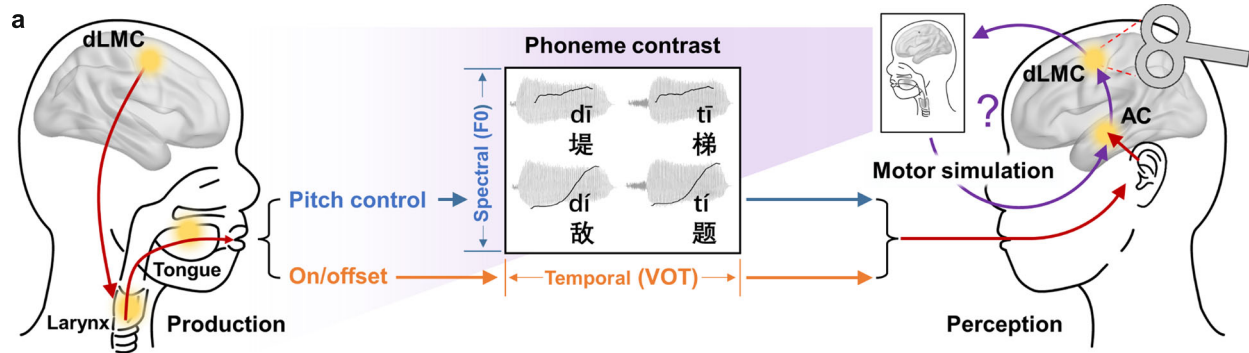 a
dLMC
Tongue
Larynx
Production
Pitch control
On/offset
Phoneme contrast
Spectral (F0)
dī
堤
tī
梯
dí
敌
tí
题
Temporal (VOT)
dLMC
AC
?
Motor simulation
Perception